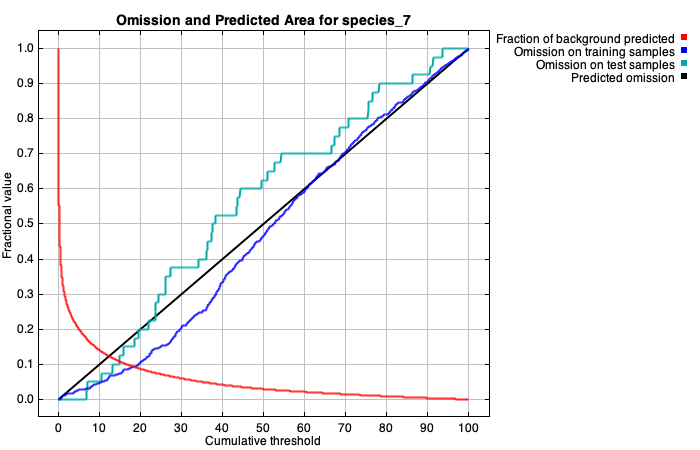 Omission and Predicted Area for species_7
Fraction of background predicted
Omission on training samples
Omission on test samples
Predicted omission
Fractional value
1.0
0.9
0.8
0.7
0.6
0.5
0.4
0.3
0.2
0.1
0.0
0 10 20 30 40 50 60 70 80 90 100
Cumulative threshold